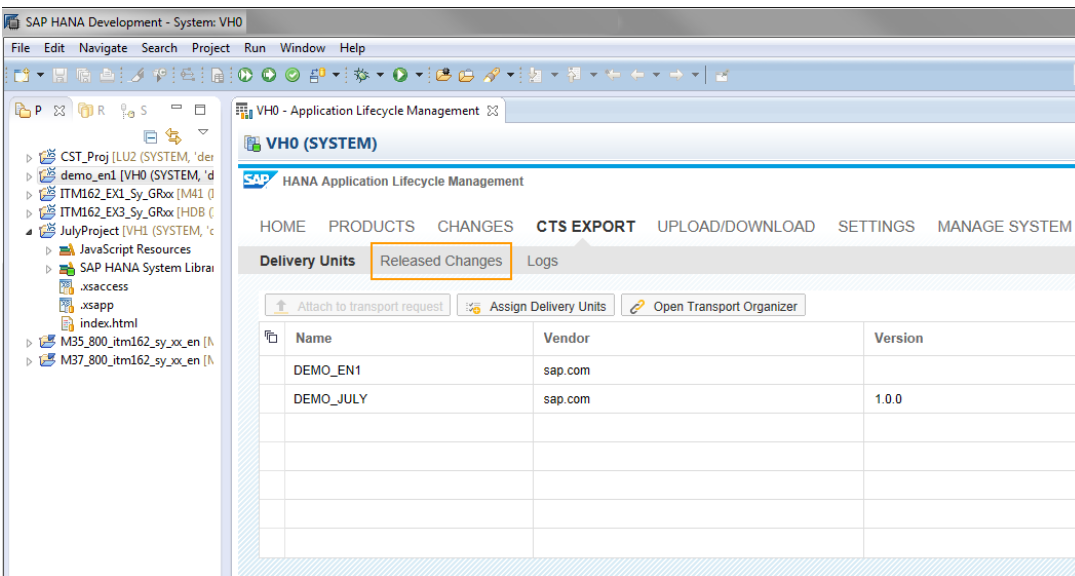 SAP HANA Development - System: VH0
File Edit Navigate Search Project Run Window Help
P R S
VH0 - Application Lifecycle Management
CST_Proj [LU2 (SYSTEM, 'der
demo_en1 [VH0 (SYSTEM, 'd
ITM162_EX1_Sy_GRxx [M41 (I
ITM162_EX3_Sy_GRxx [HDB (
JulyProject [VH1 (SYSTEM, 'c
JavaScript Resources
SAP HANA System Librar
.xsaccess
.xsapp
index.html
M35_800_itm162_sy_xx_en [M
M37_800_itm162_sy_xx_en [M
VH0 (SYSTEM)
SAP HANA Application Lifecycle Management
HOME PRODUCTS CHANGES CTS EXPORT UPLOAD/DOWNLOAD SETTINGS MANAGE SYSTEM
Delivery Units Released Changes Logs
Attach to transport request Assign Delivery Units Open Transport Organizer
Name Vendor Version
DEMO_EN1 sap.com
DEMO_JULY sap.com 1.0.0